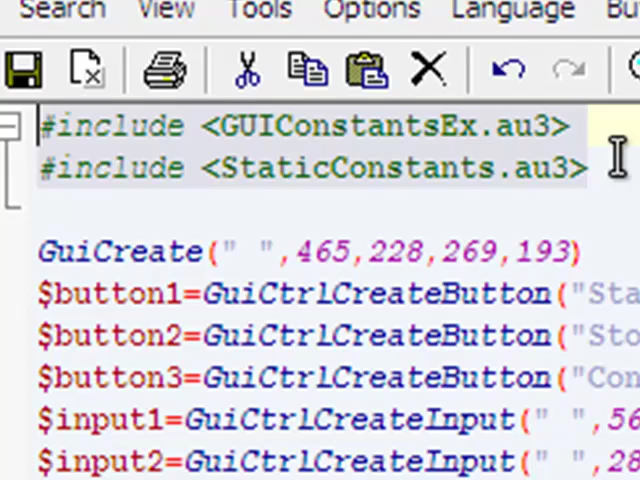 Search View Tools Options Language Bu
#include <GUIConstantsEx.au3>
#include <StaticConstants.au3>
GuiCreate(" ",465,228,269,193)
$button1=GuiCtrlCreateButton("Sta
$button2=GuiCtrlCreateButton("Sto
$button3=GuiCtrlCreateButton("Con
$input1=GuiCtrlCreateInput(" ",56
$input2=GuiCtrlCreateInput(" ",28